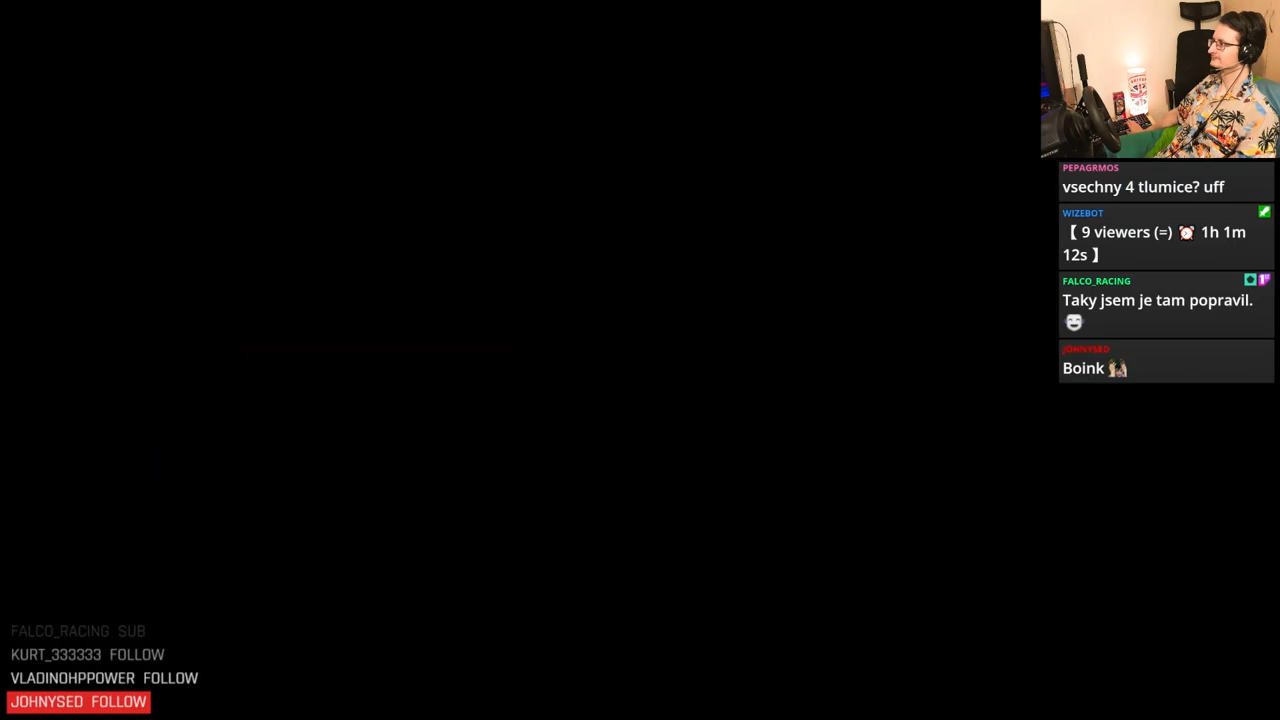 PEPAGRMOS
vsechny 4 tlumice? uff
WIZEBOT
【 9 viewers (=) ⏰ 1h 1m
12s 】
FALCO_RACING
Taky jsem je tam popravil.
JOHNYSED
Boink
FALCO_RACING SUB
KURT_333333 FOLLOW
VLADINOHPPOWER FOLLOW
JOHNYSED FOLLOW